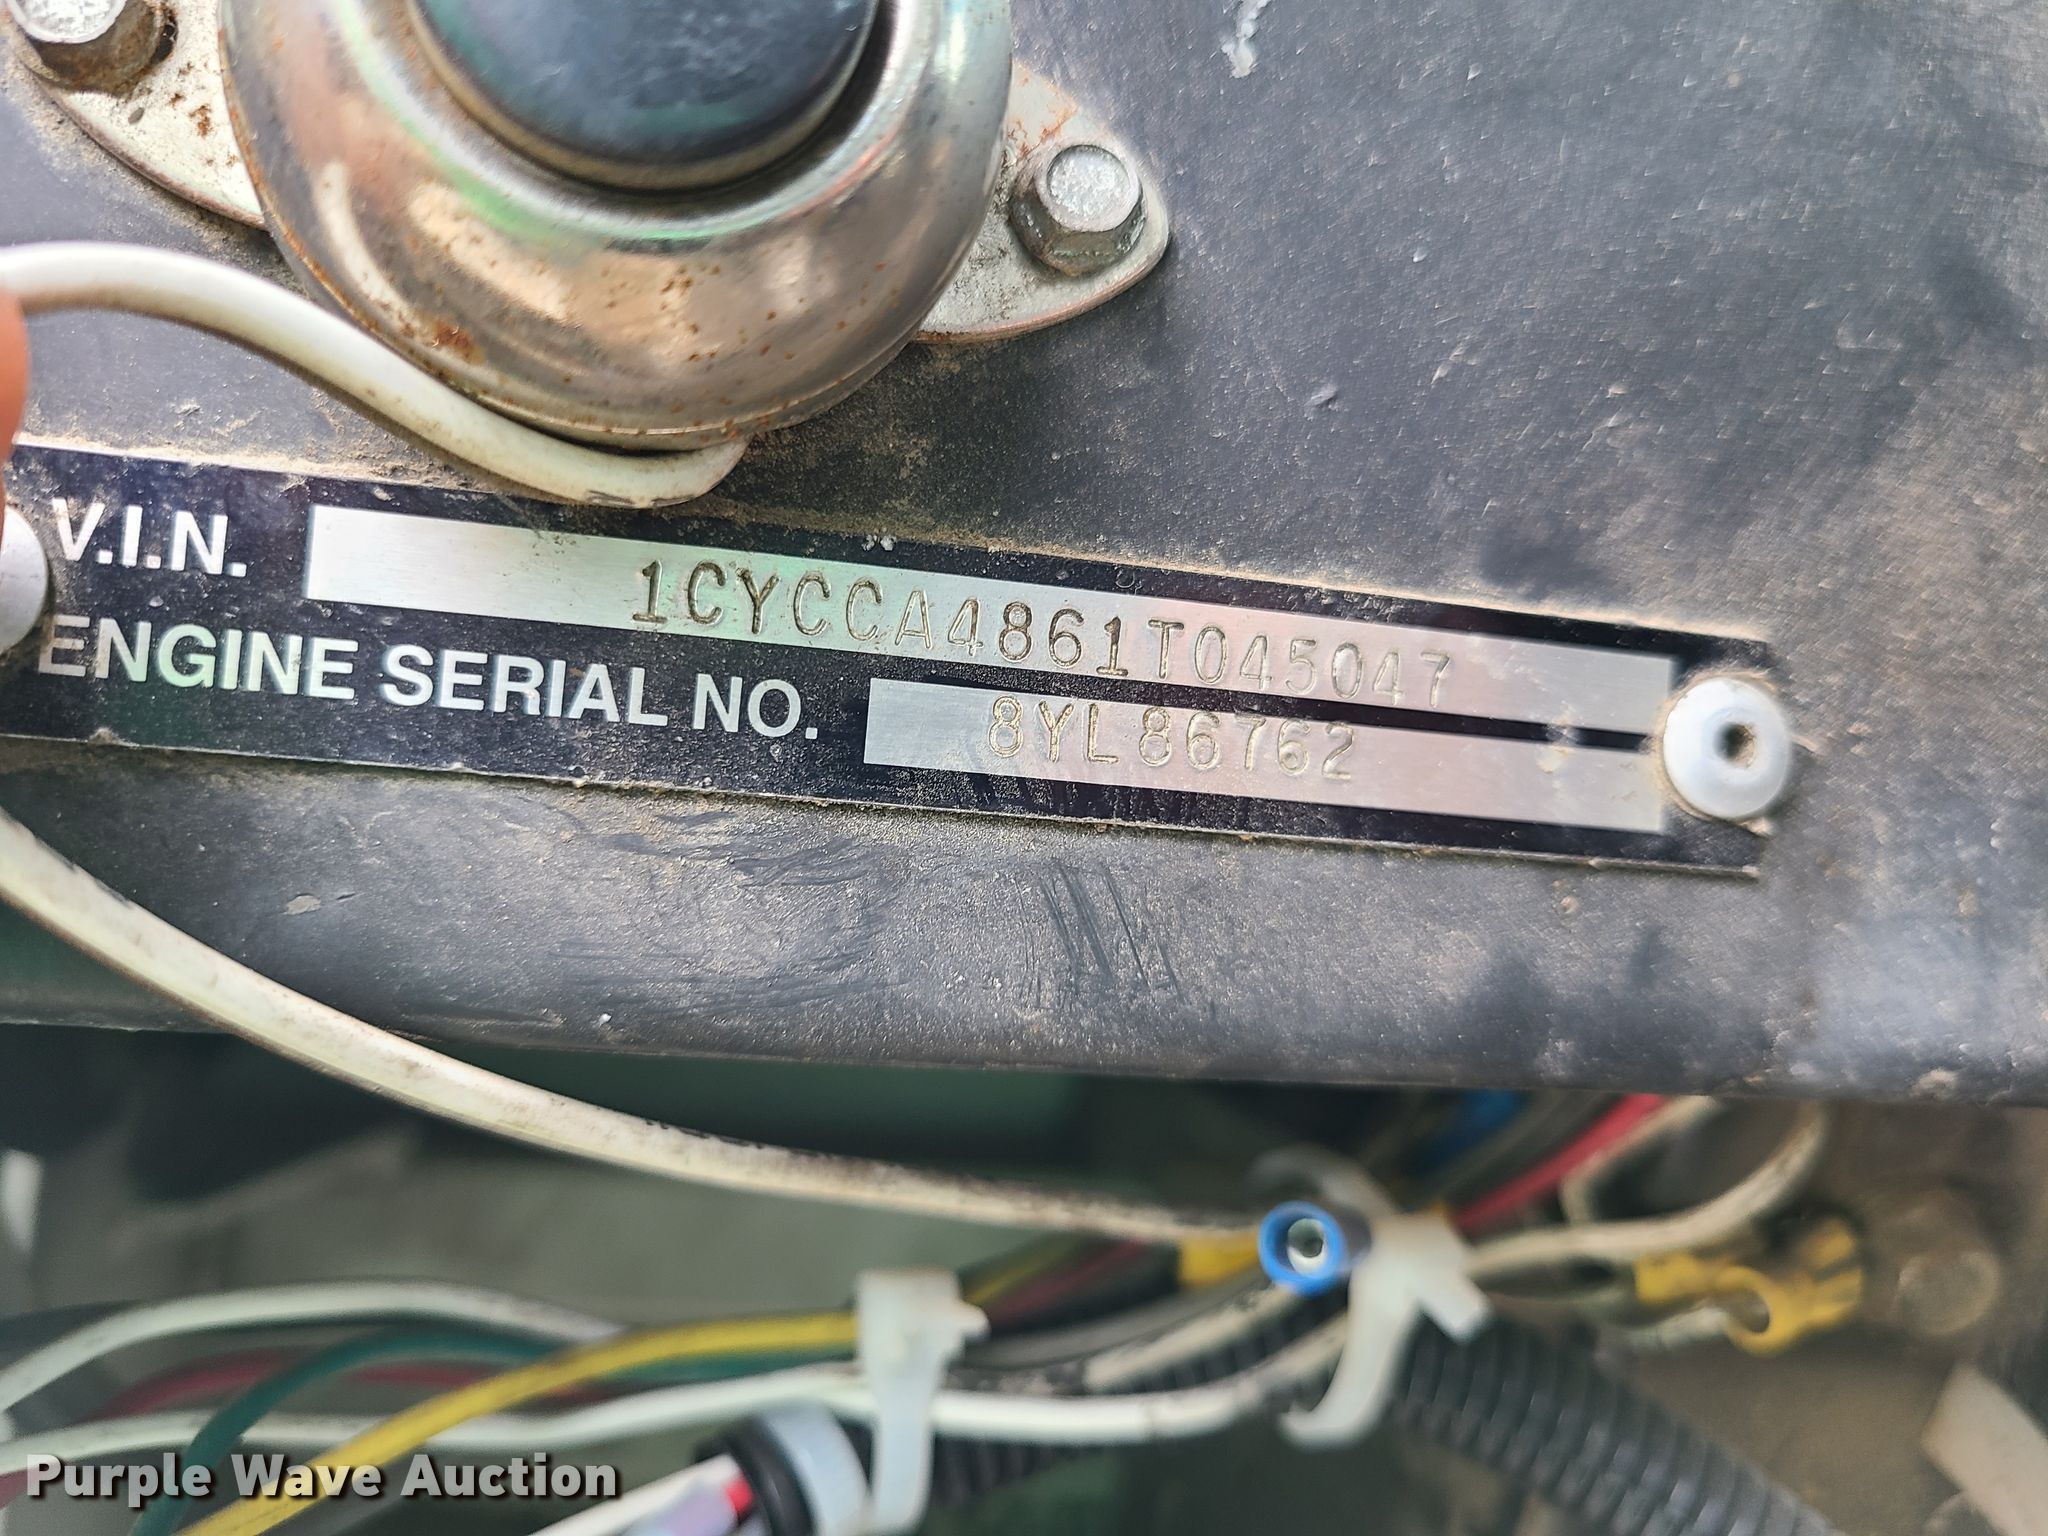 V.I.N. 1CYCCA4861T045047
ENGINE SERIAL NO. 8YL86762
Purple Wave Auction